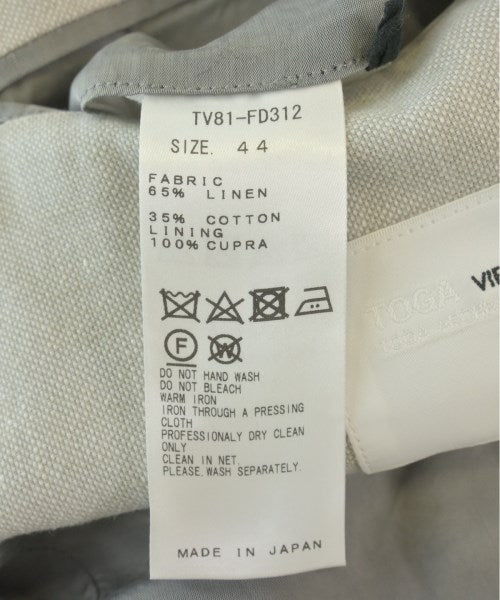 TV81-FD312
SIZE. 44
FABRIC
65% LINEN
35% COTTON
LINING
100% CUPRA
F W
DO NOT HAND WASH
DO NOT BLEACH
WARM IRON
IRON THROUGH A PRESSING
CLOTH
PROFESSIONALY DRY CLEAN
ONLY
CLEAN IN NET.
PLEASE.WASH SEPARATELY.
MADE IN JAPAN
TOGA VIR